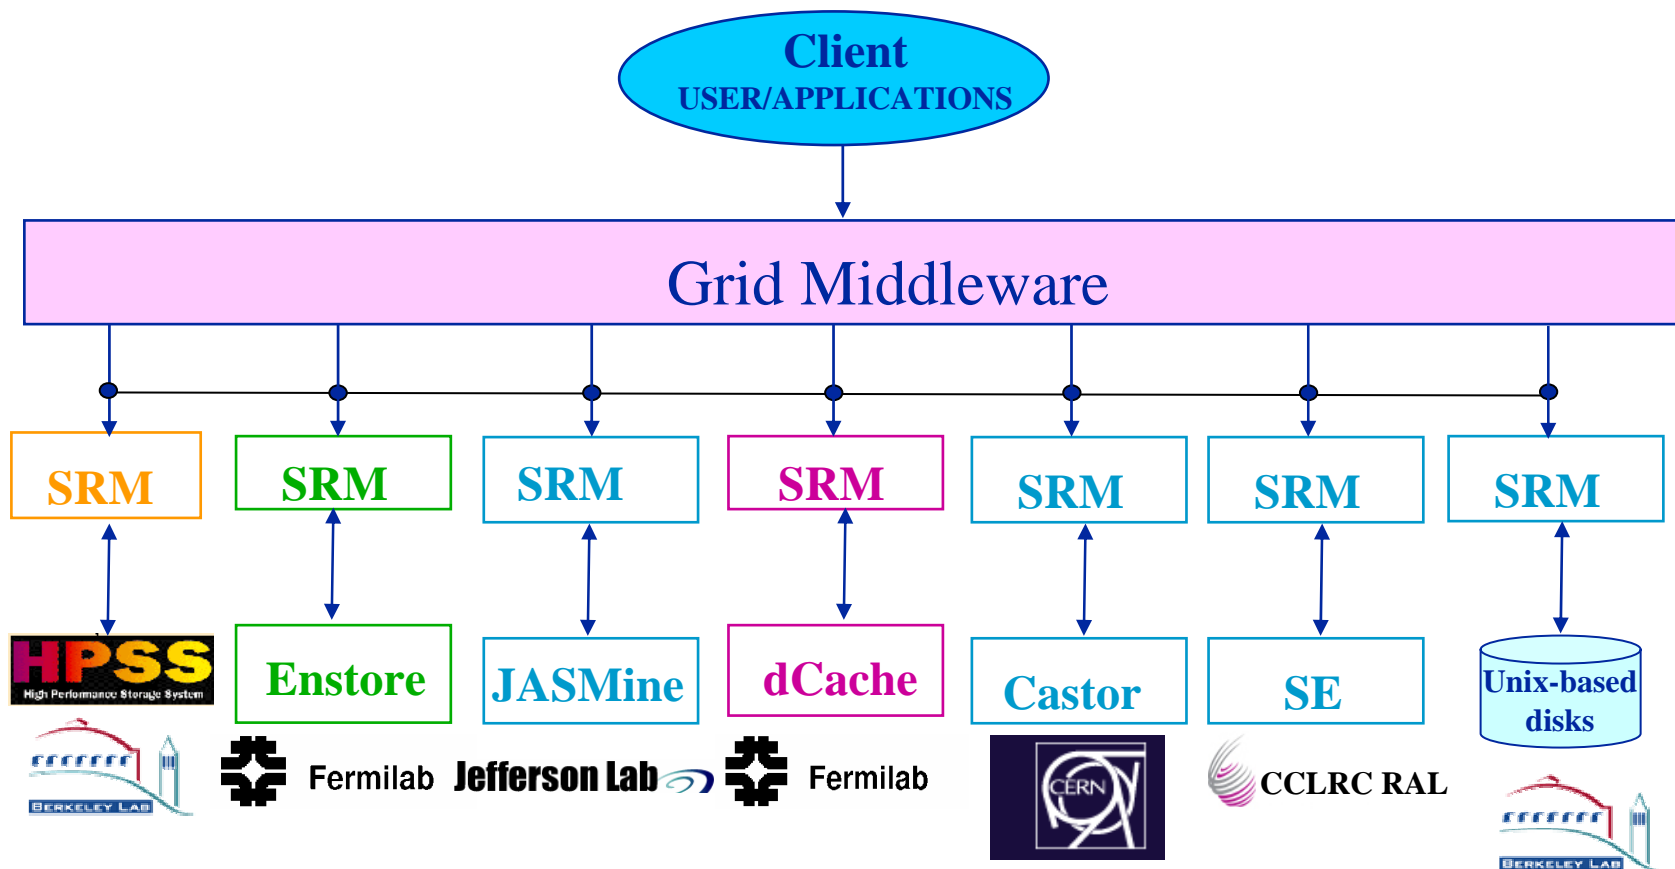 Client
USER/APPLICATIONS
Grid Middleware
SRM
SRM
SRM
SRM
SRM
SRM
SRM
HPSS
High Performance Storage System
Enstore
JASMine
dCache
Castor
SE
Unix-based
disks
BERKELEY LAB
Fermilab
Jefferson Lab
Fermilab
CERN
CCLRC RAL
BERKELEY LAB